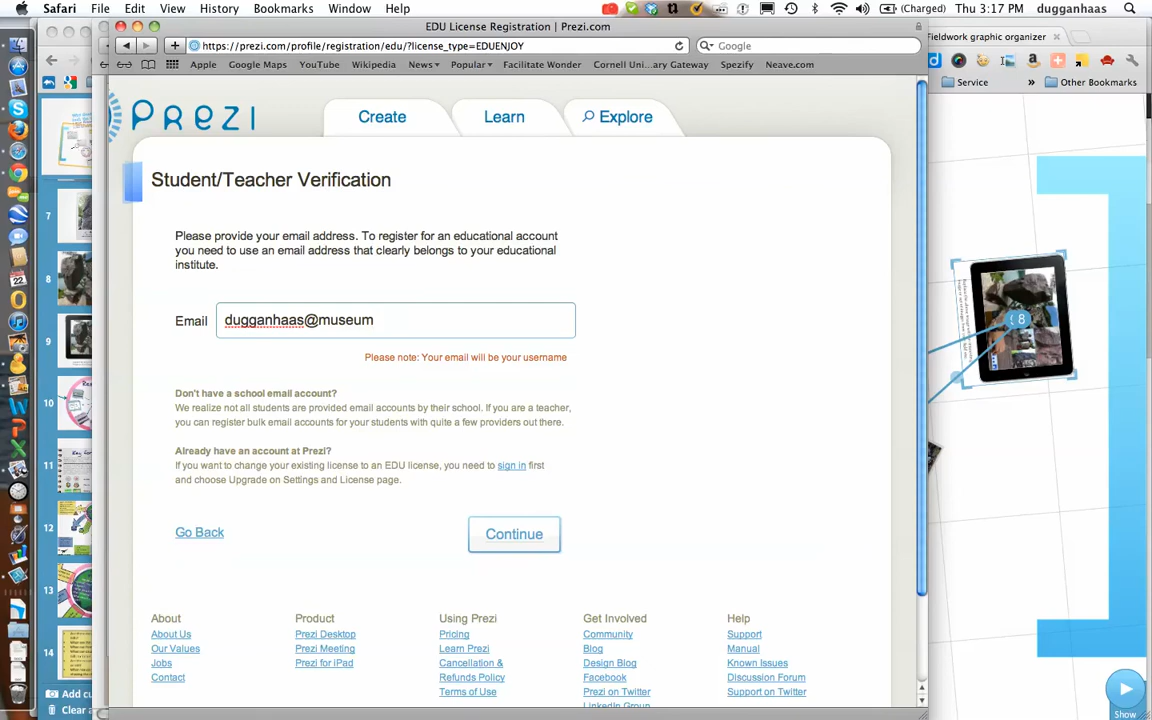 Safari File Edit View History Bookmarks Window Help (Charged) Thu 3:17 PM dugganhaas
EDU License Registration | Prezi.com
Fieldwork graphic organizer
https://prezi.com/profile/registration/edu/?license_type=EDUENJOY
Google
Apple Google Maps YouTube Wikipedia News Popular Facilitate Wonder Cornell Uni...ary Gateway Spezify Neave.com
Service » Other Bookmarks
PREZI
Create Learn Explore
Student/Teacher Verification
Please provide your email address. To register for an educational account
you need to use an email address that clearly belongs to your educational
institute.
Email dugganhaas@museum
Please note: Your email will be your username
Don't have a school email account?
We realize not all students are provided email accounts by their school. If you are a teacher,
you can register bulk email accounts for your students with quite a few providers out there.
Already have an account at Prezi?
If you want to change your existing license to an EDU license, you need to sign in first
and choose Upgrade on Settings and License page.
Go Back Continue
About Product Using Prezi Get Involved Help
About Us Prezi Desktop Pricing Community Support
Our Values Prezi Meeting Learn Prezi Blog Manual
Jobs Prezi for iPad Cancellation & Design Blog Known Issues
Contact Refunds Policy Facebook Discussion Forum
Terms of Use Prezi on Twitter Support on Twitter
LinkedIn Group
7
8
9
10
11
12
13
14
Add cu
Clear a
8
Show